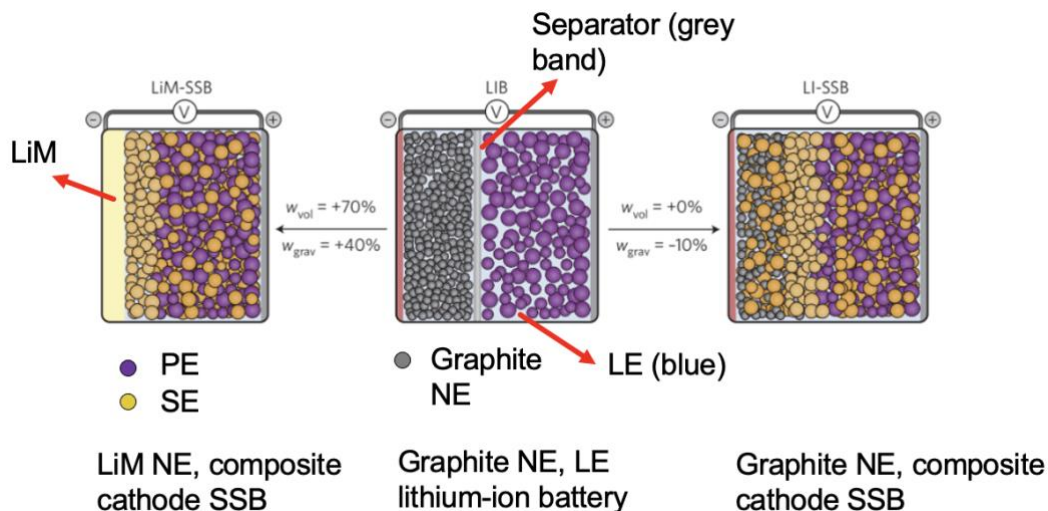 Separator (grey
band)
LiM-SSB
LIB
LI-SSB
− V +
− V +
− V +
LiM
w_vol = +70%
w_grav = +40%
w_vol = +0%
w_grav = -10%
PE
SE
Graphite
NE
LE (blue)
LiM NE, composite
cathode SSB
Graphite NE, LE
lithium-ion battery
Graphite NE, composite
cathode SSB